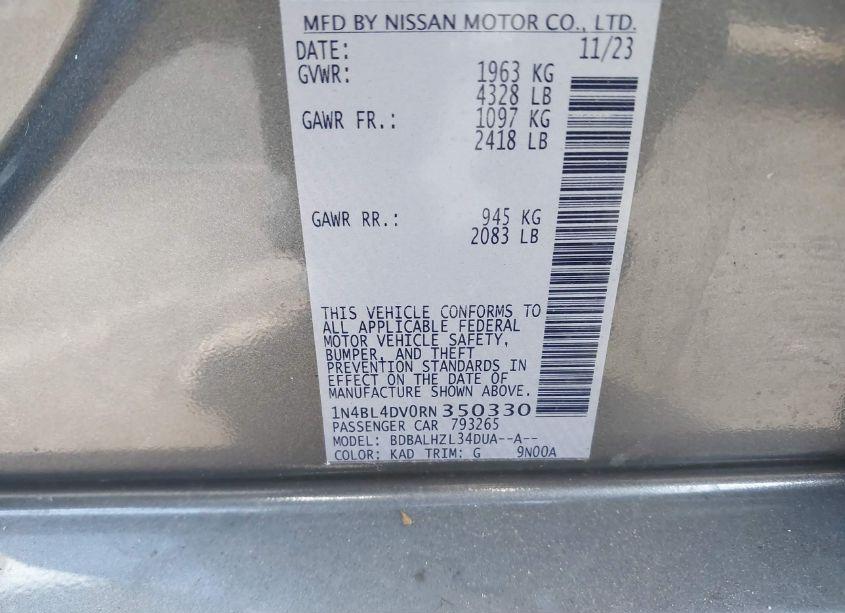 MFD BY NISSAN MOTOR CO., LTD.
DATE: 11/23
GVWR: 1963 KG
4328 LB
GAWR FR.: 1097 KG
2418 LB
GAWR RR.: 945 KG
2083 LB
THIS VEHICLE CONFORMS TO
ALL APPLICABLE FEDERAL
MOTOR VEHICLE SAFETY,
BUMPER, AND THEFT
PREVENTION STANDARDS IN
EFFECT ON THE DATE OF
MANUFACTURE SHOWN ABOVE.
1N4BL4DV0RN350330
PASSENGER CAR 793265
MODEL: BDBALHZL34DUA--A--
COLOR: KAD TRIM: G 9N00A